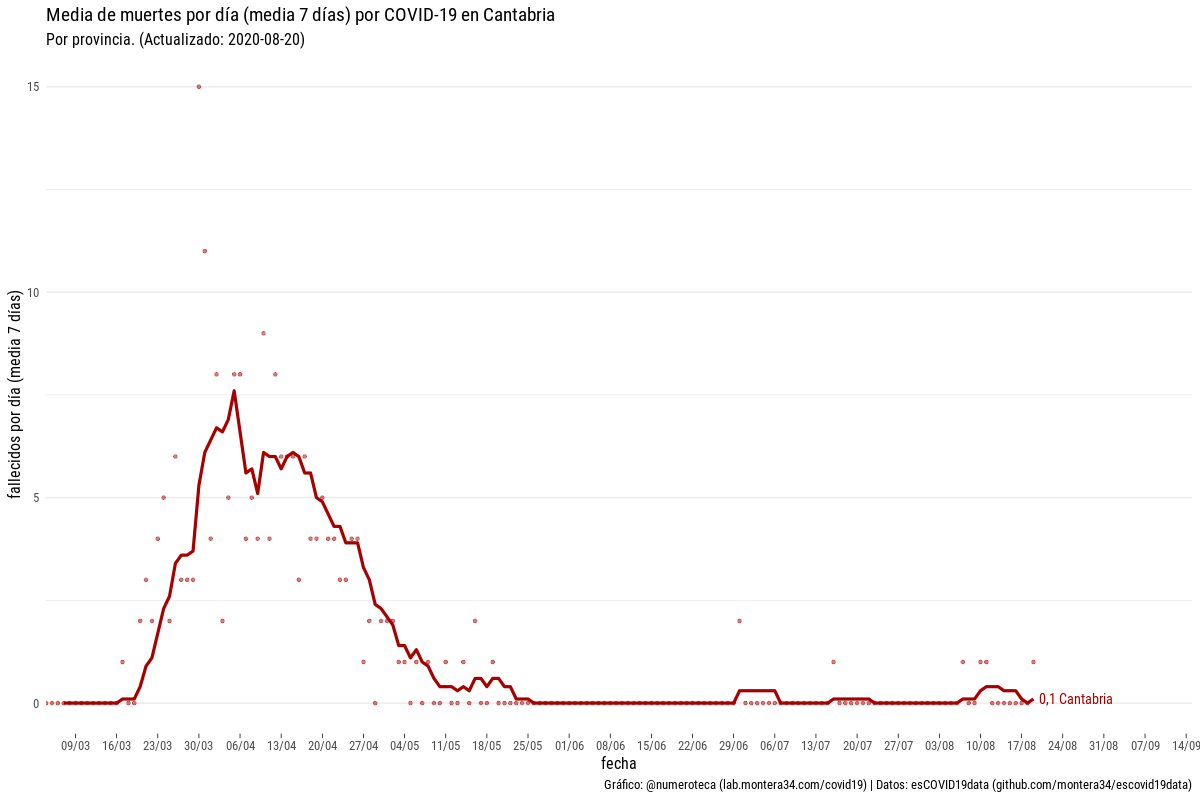 Media de muertes por día (media 7 días) por COVID-19 en Cantabria
Por provincia. (Actualizado: 2020-08-20)
fallecidos por día (media 7 días)
15
10
5
0
0,1 Cantabria
09/03 16/03 23/03 30/03 06/04 13/04 20/04 27/04 04/05 11/05 18/05 25/05 01/06 08/06 15/06 22/06 29/06 06/07 13/07 20/07 27/07 03/08 10/08 17/08 24/08 31/08 07/09 14/09
fecha
Gráfico: @numeroteca (lab.montera34.com/covid19) | Datos: esCOVID19data (github.com/montera34/escovid19data)